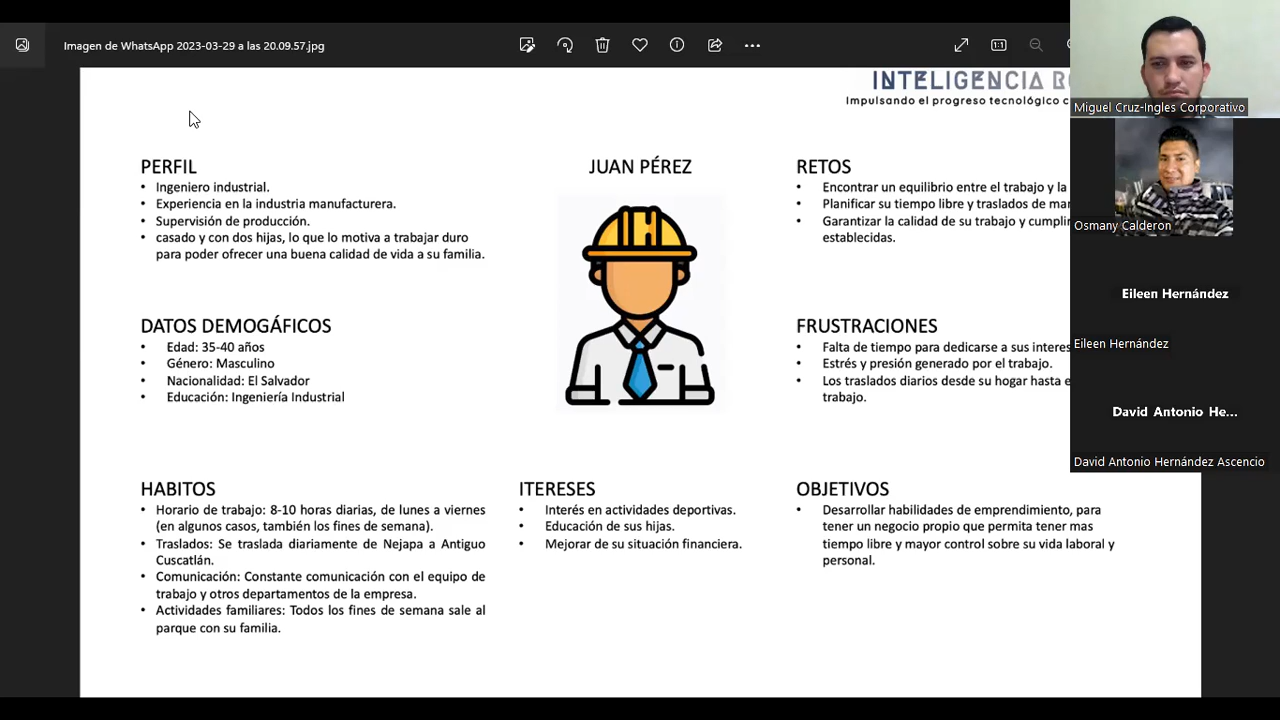 Imagen de WhatsApp 2023-03-29 a las 20.09.57.jpg
1:1
INTELIGENCIA
Impulsando el progreso tecnológico
PERFIL
• Ingeniero industrial.
• Experiencia en la industria manufacturera.
• Supervisión de producción.
• casado y con dos hijas, lo que lo motiva a trabajar duro
para poder ofrecer una buena calidad de vida a su familia.
JUAN PÉREZ
RETOS
• Encontrar un equilibrio entre el trabajo y la
• Planificar su tiempo libre y traslados de
• Garantizar la calidad de su trabajo y
establecidas.
DATOS DEMOGÁFICOS
• Edad: 35-40 años
• Género: Masculino
• Nacionalidad: El Salvador
• Educación: Ingeniería Industrial
FRUSTRACIONES
• Falta de tiempo para dedicarse a sus
• Estrés y presión generado por el trabajo.
• Los traslados diarios desde su hogar hasta
trabajo.
HABITOS
• Horario de trabajo: 8-10 horas diarias, de lunes a viernes
(en algunos casos, también los fines de semana).
• Traslados: Se traslada diariamente de Nejapa a Antiguo
Cuscatlán.
• Comunicación: Constante comunicación con el equipo de
trabajo y otros departamentos de la empresa.
• Actividades familiares: Todos los fines de semana sale al
parque con su familia.
ITERESES
• Interés en actividades deportivas.
• Educación de sus hijas.
• Mejorar de su situación financiera.
OBJETIVOS
• Desarrollar habilidades de emprendimiento, para
tener un negocio propio que permita tener mas
tiempo libre y mayor control sobre su vida laboral y
personal.
Miguel Cruz-Ingles Corporativo
Osmany Calderon
Eileen Hernández
Eileen Hernández
David Antonio He...
David Antonio Hernández Ascencio